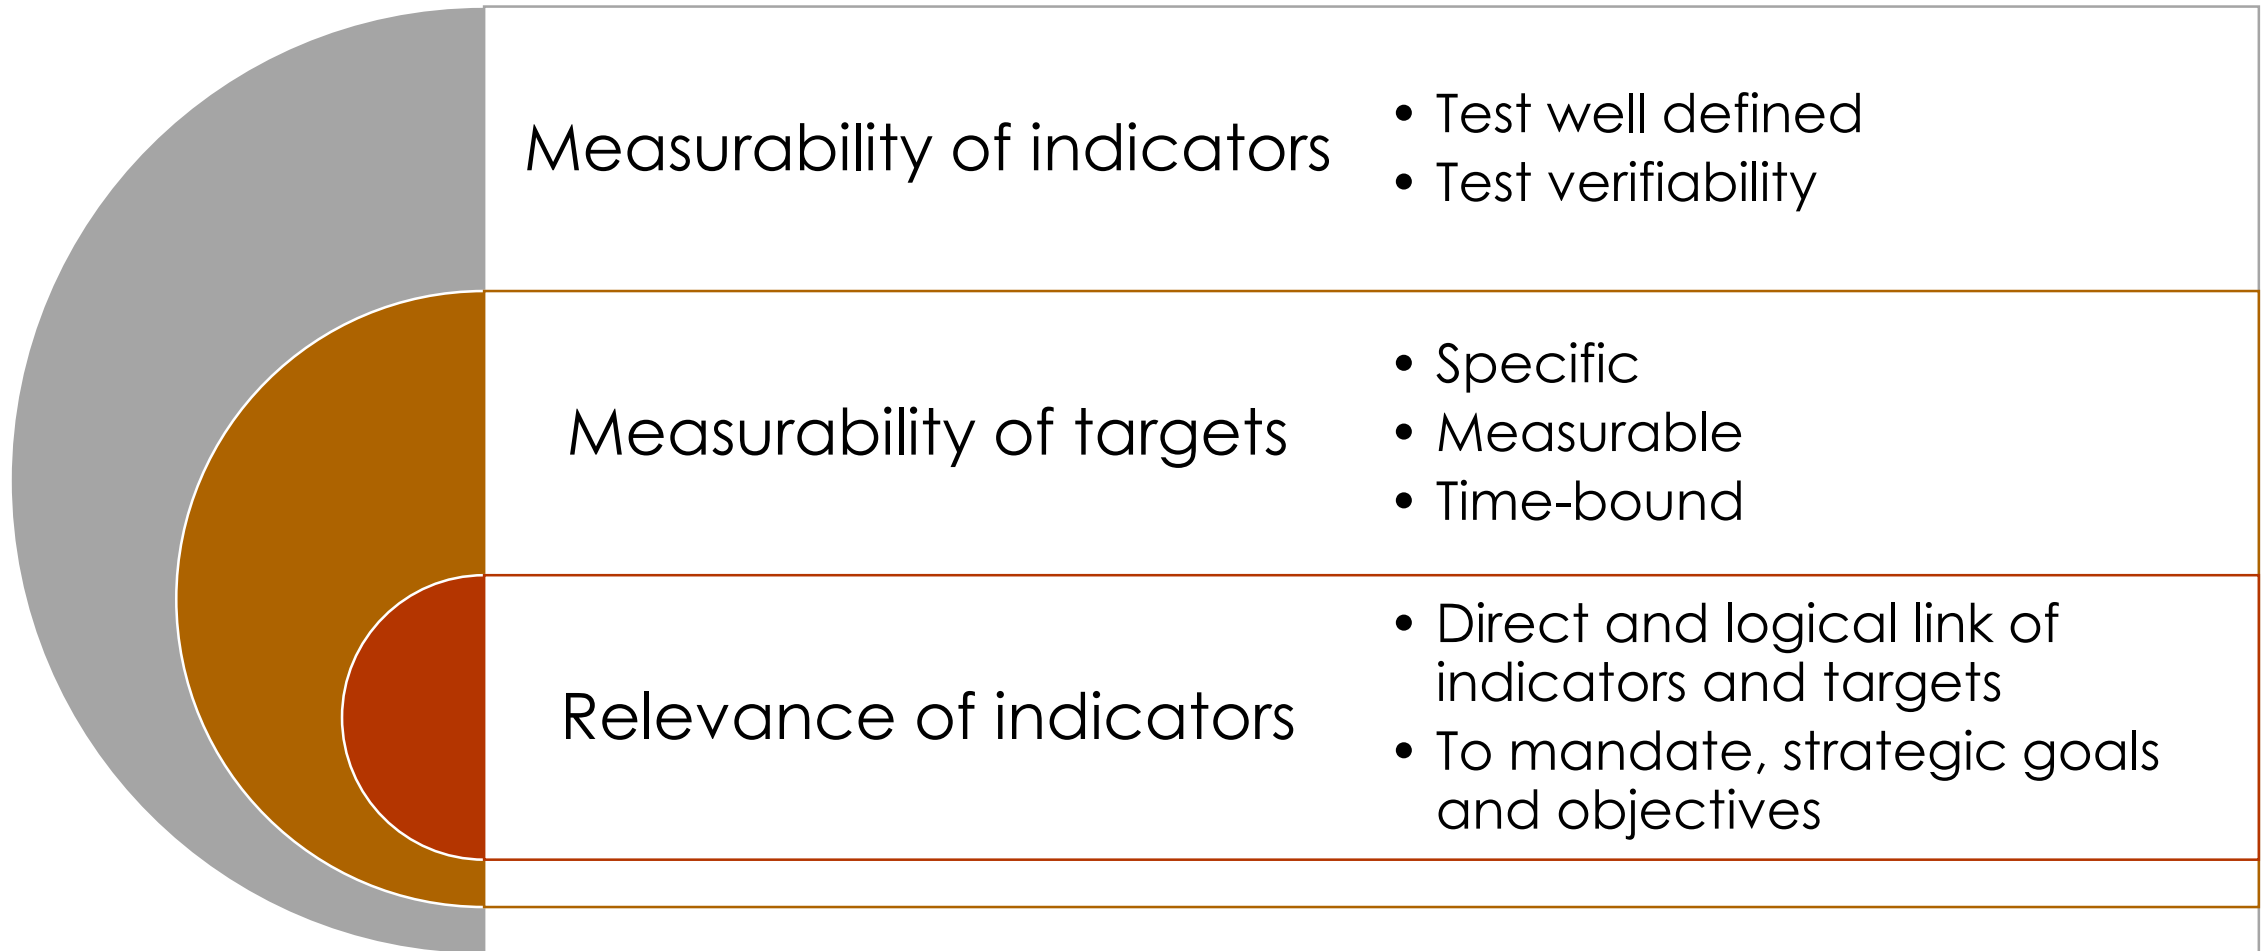 Measurability of indicators
• Test well defined
• Test verifiability
Measurability of targets
• Specific
• Measurable
• Time-bound
Relevance of indicators
• Direct and logical link of
indicators and targets
• To mandate, strategic goals
and objectives